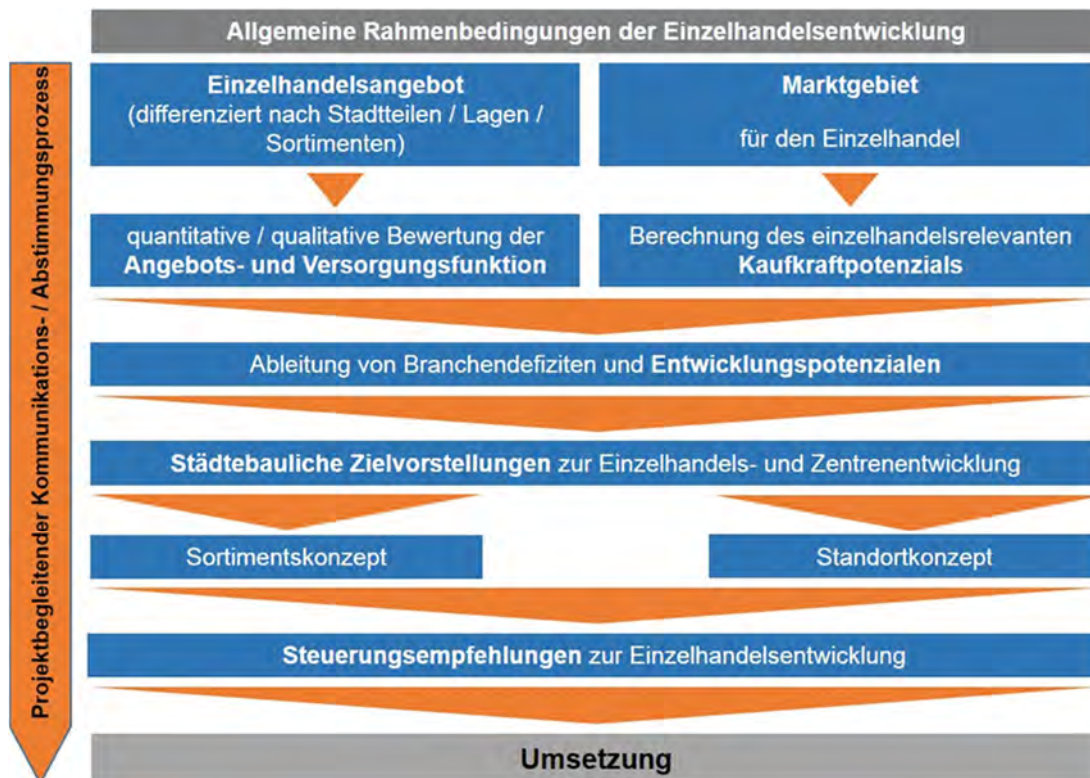 Allgemeine Rahmenbedingungen der Einzelhandelsentwicklung
Projektbegleitender Kommunikations- / Abstimmungsprozess
Einzelhandelsangebot
(differenziert nach Stadtteilen / Lagen /
Sortimenten)
Marktgebiet
für den Einzelhandel
quantitative / qualitative Bewertung der
Angebots- und Versorgungsfunktion
Berechnung des einzelhandelsrelevanten
Kaufkraftpotenzials
Ableitung von Branchendefiziten und Entwicklungspotenzialen
Städtebauliche Zielvorstellungen zur Einzelhandels- und Zentrenentwicklung
Sortimentskonzept
Standortkonzept
Steuerungsempfehlungen zur Einzelhandelsentwicklung
Umsetzung